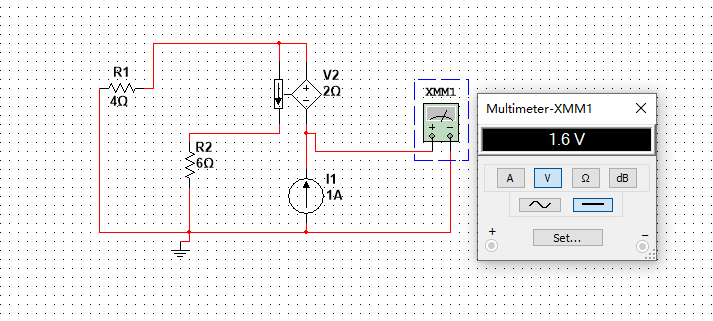 R1
4Ω
V2
2Ω
XMM1
R2
6Ω
I1
1A
Multimeter-XMM1
1.6 V
A V Ω dB
Set...